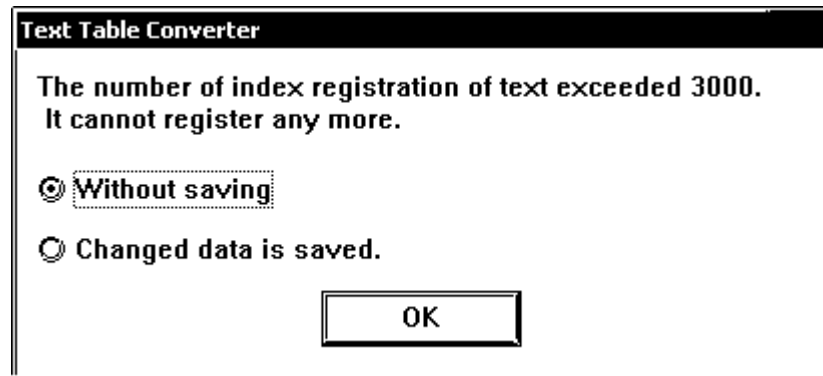 Text Table Converter
The number of index registration of text exceeded 3000.
It cannot register any more.
Without saving
Changed data is saved.
OK